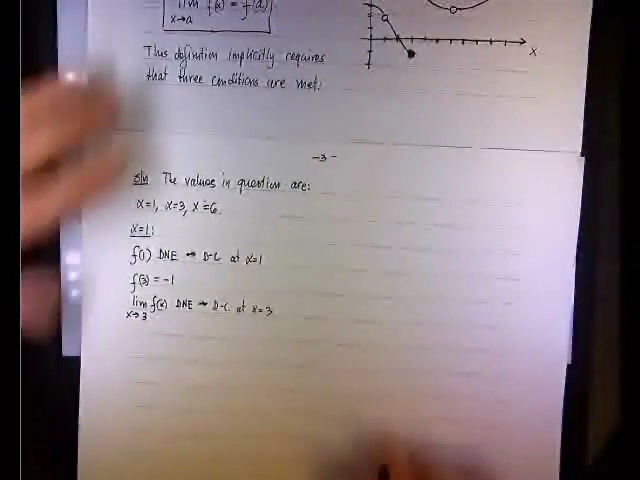 lim f(x) = f(a)
x→a
This definition implicitly requires
that three conditions are met:
x
-3-
Sln The values in question are:
x=1, x=3, x=6.
x=1:
f(1) DNE → D-C at x=1
f(3) = -1
lim f(x) DNE → D-C at x=3
x→3